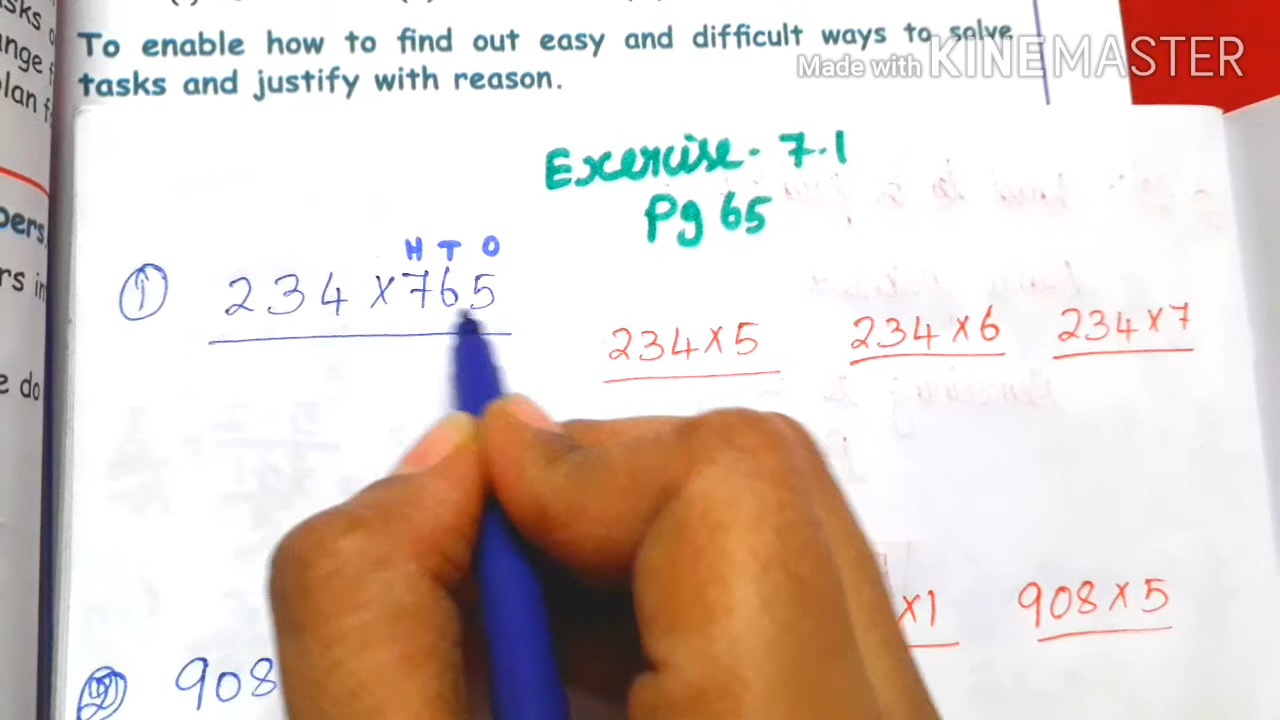 To enable how to find out easy and difficult ways to solve
tasks and justify with reason.
Made with KINEMASTER
Exercise - 7.1
Pg 65
H T O
① 234 × 765
234 × 5
234 × 6
234 × 7
× 1
908 × 5
② 908